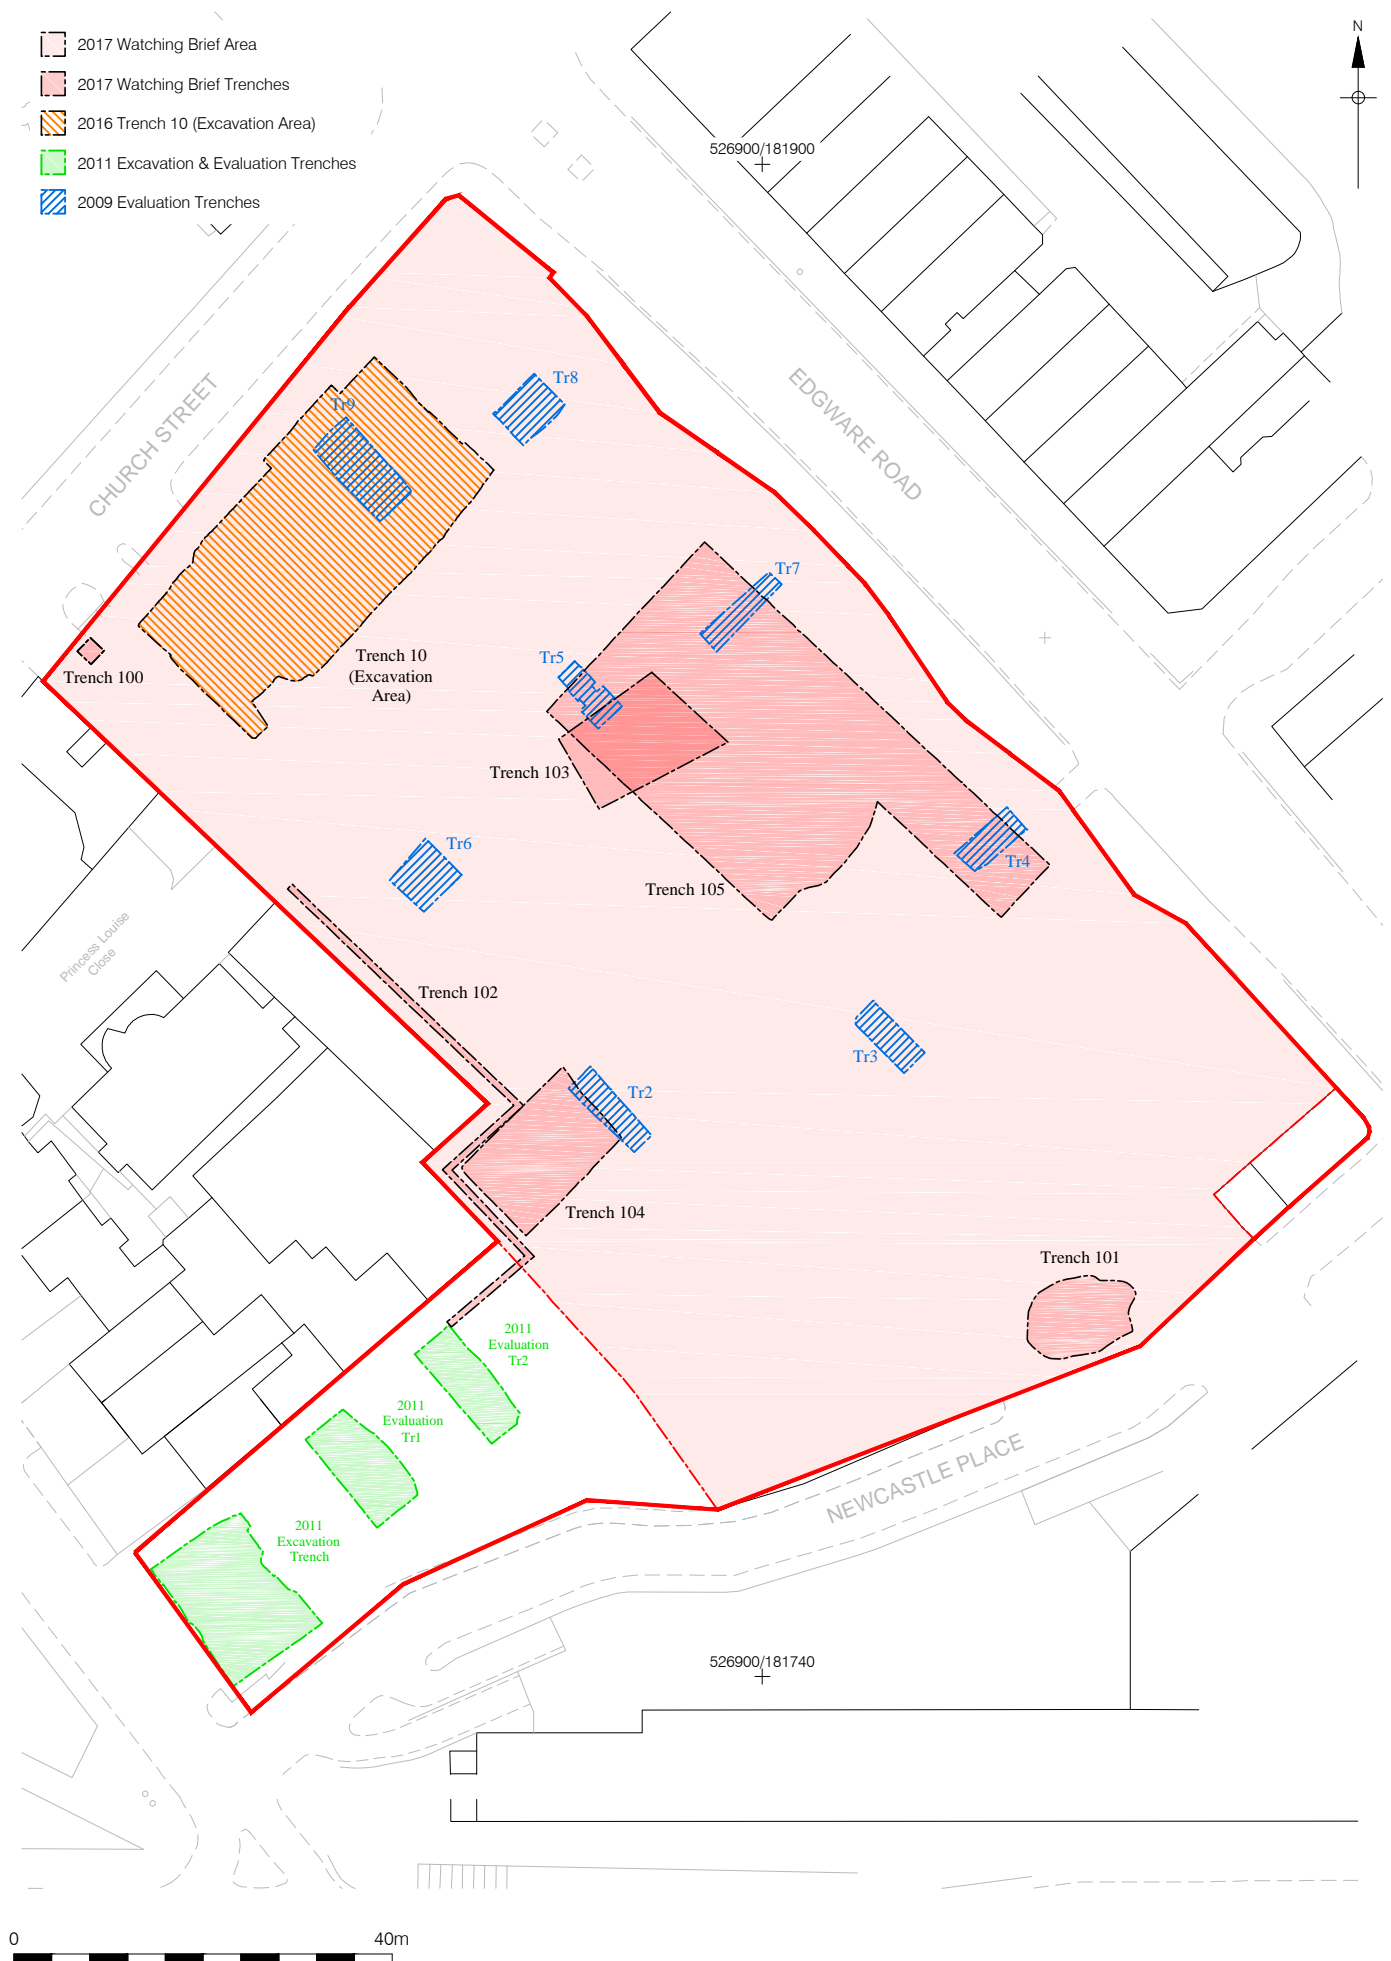 2017 Watching Brief Area
2017 Watching Brief Trenches
2016 Trench 10 (Excavation Area)
2011 Excavation & Evaluation Trenches
2009 Evaluation Trenches
N
526900/181900
CHURCH STREET
EDGWARE ROAD
Tr8
Tr9
Tr7
Tr5
Trench 10
(Excavation
Area)
Trench 100
Trench 103
Tr6
Tr4
Trench 105
Princess Louise
Close
Trench 102
Tr3
Tr2
Trench 104
Trench 101
2011
Evaluation
Tr2
2011
Evaluation
Tr1
NEWCASTLE PLACE
2011
Excavation
Trench
526900/181740
0
40m